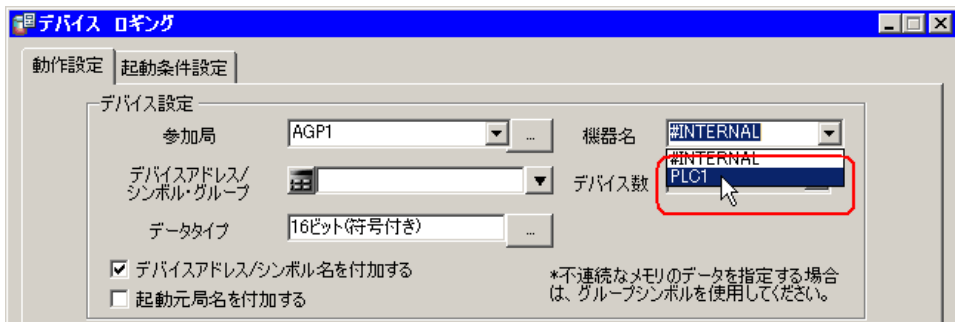 デバイス ロギング
動作設定 起動条件設定
デバイス設定
参加局 AGP1 ... 機器名 #INTERNAL
#INTERNAL
PLC1
デバイスアドレス/
シンボル・グループ
デバイス数
データタイプ 16ビット(符号付き) ...
デバイスアドレス/シンボル名を付加する
起動元局名を付加する
*不連続なメモリのデータを指定する場合
は、グループシンボルを使用してください。